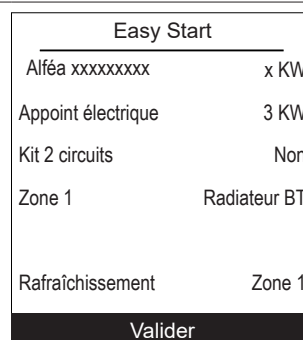 Easy Start
Alféa xxxxxxxxx x KW
Appoint électrique 3 KW
Kit 2 circuits Non
Zone 1 Radiateur BT
Rafraîchissement Zone 1
Valider